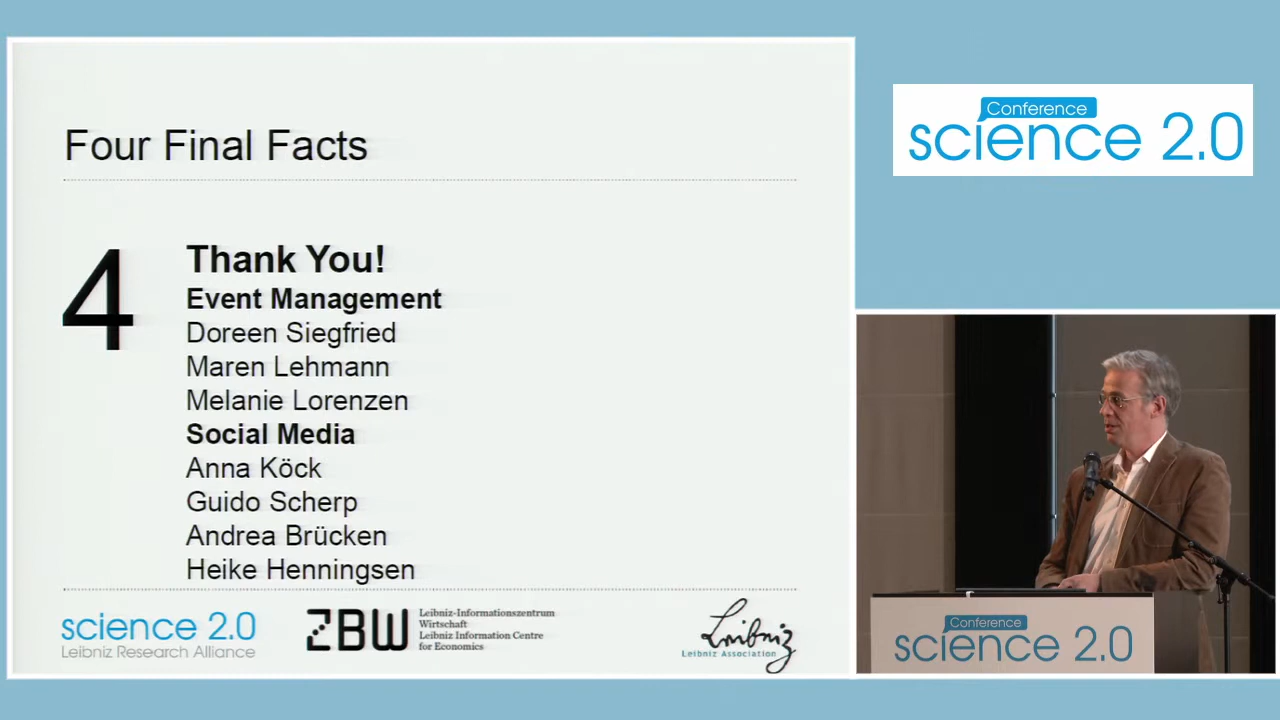 Four Final Facts
4
Thank You!
Event Management
Doreen Siegfried
Maren Lehmann
Melanie Lorenzen
Social Media
Anna Köck
Guido Scherp
Andrea Brücken
Heike Henningsen
science 2.0
Leibniz Research Alliance
ZBW
Leibniz-Informationszentrum
Wirtschaft
Leibniz Information Centre
for Economics
Leibniz
Leibniz Association
Conference
science 2.0
Conference
science 2.0